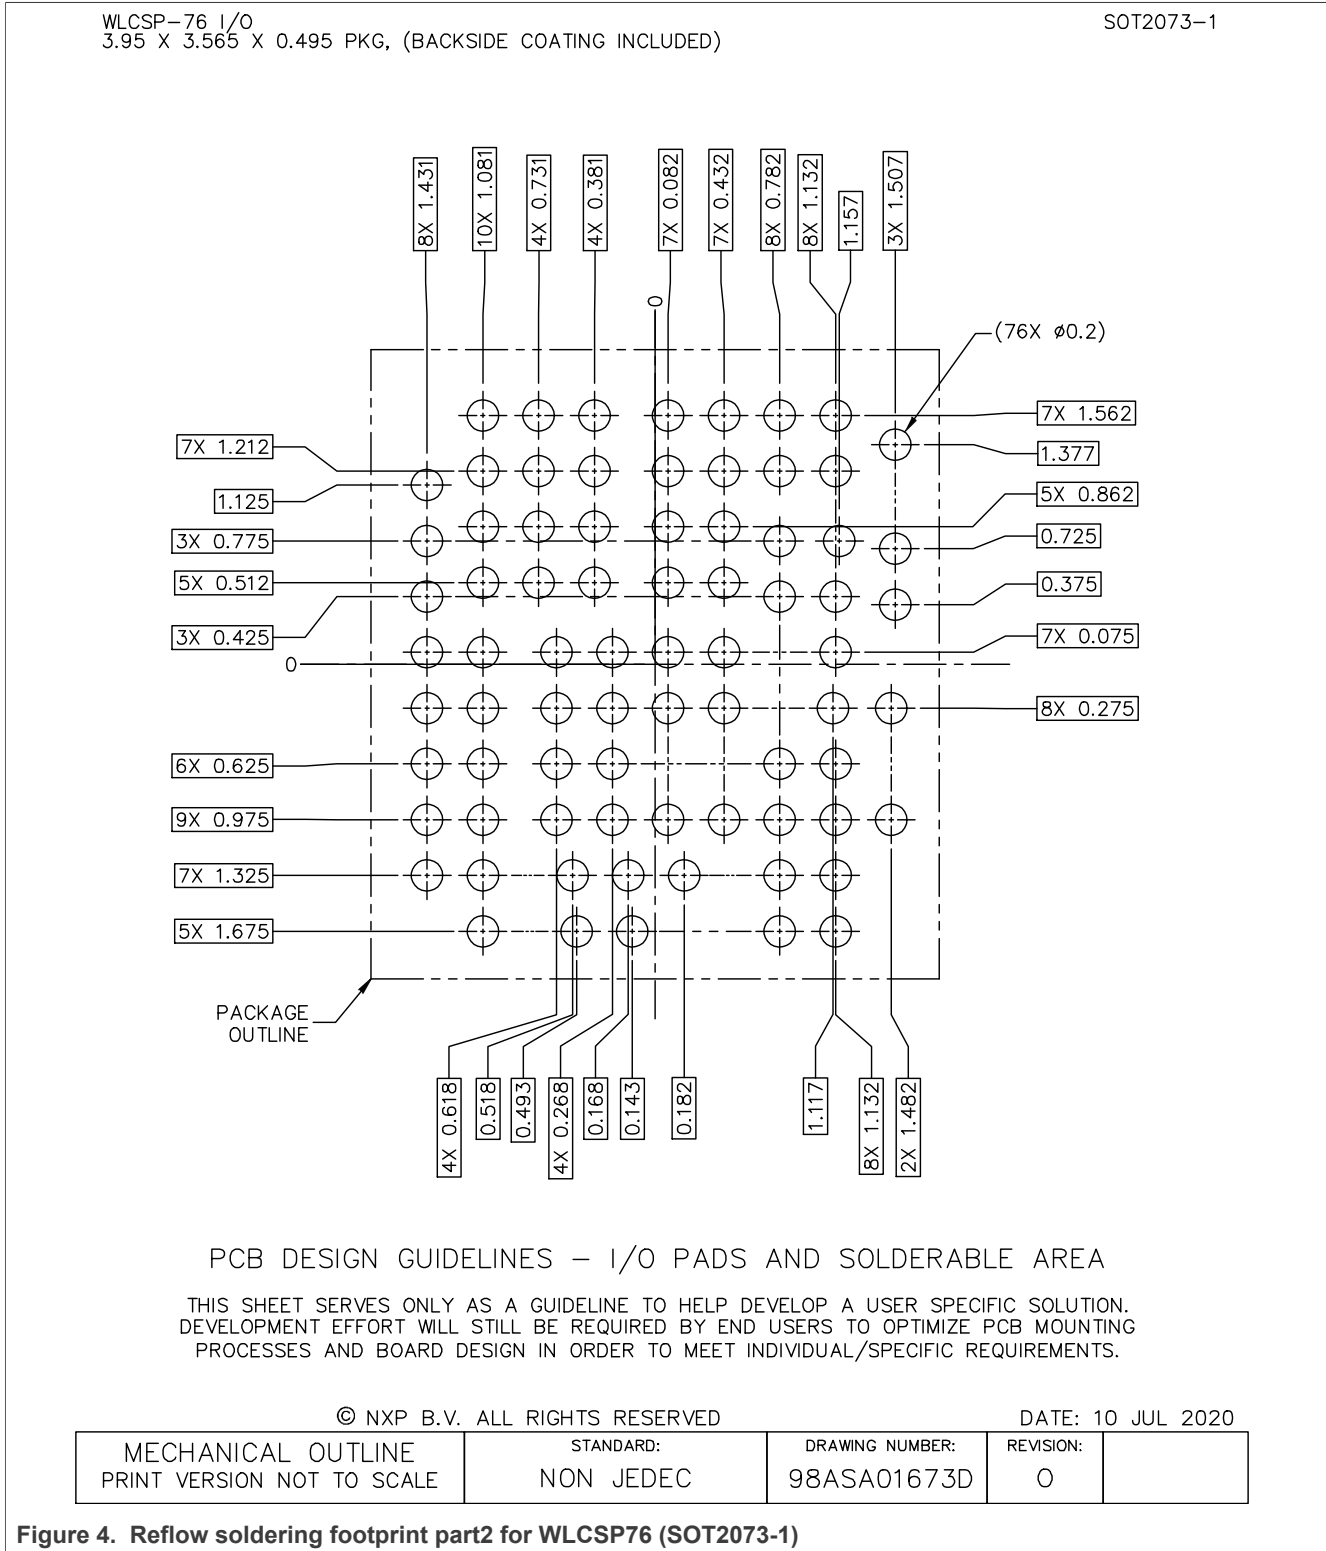 WLCSP-76 I/O
SOT2073-1
3.95 X 3.565 X 0.495 PKG, (BACKSIDE COATING INCLUDED)
8X 1.431
10X 1.081
4X 0.731
4X 0.381
7X 0.082
7X 0.432
8X 0.782
8X 1.132
1.157
3X 1.507
0
(76X ø0.2)
7X 1.212
1.125
3X 0.775
5X 0.512
3X 0.425
0
6X 0.625
9X 0.975
7X 1.325
5X 1.675
7X 1.562
1.377
5X 0.862
0.725
0.375
7X 0.075
8X 0.275
PACKAGE
OUTLINE
4X 0.618
0.518
0.493
4X 0.268
0.168
0.143
0.182
1.117
8X 1.132
2X 1.482
PCB DESIGN GUIDELINES – I/O PADS AND SOLDERABLE AREA
THIS SHEET SERVES ONLY AS A GUIDELINE TO HELP DEVELOP A USER SPECIFIC SOLUTION.
DEVELOPMENT EFFORT WILL STILL BE REQUIRED BY END USERS TO OPTIMIZE PCB MOUNTING
PROCESSES AND BOARD DESIGN IN ORDER TO MEET INDIVIDUAL/SPECIFIC REQUIREMENTS.
© NXP B.V. ALL RIGHTS RESERVED
DATE: 10 JUL 2020
MECHANICAL OUTLINE
PRINT VERSION NOT TO SCALE
STANDARD:
NON JEDEC
DRAWING NUMBER:
98ASA01673D
REVISION:
O
Figure 4. Reflow soldering footprint part2 for WLCSP76 (SOT2073-1)